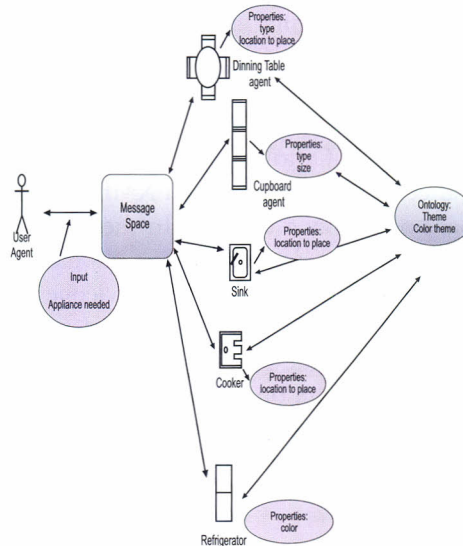 Properties:
type
location to place
Dinning Table
agent
Properties:
type
size
Cupboard
agent
Ontology:
Theme
Color theme
Message
Space
User
Agent
Input
Appliance needed
Properties:
location to place
Sink
Cooker
Properties:
location to place
Refrigerator
Properties:
color